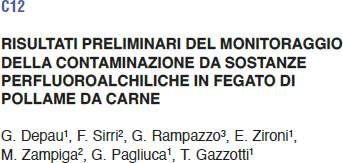 C12
RISULTATI PRELIMINARI DEL MONITORAGGIO
DELLA CONTAMINAZIONE DA SOSTANZE
PERFLUOROALCHILICHE IN FEGATO DI
POLLAME DA CARNE
G. Depau¹, F. Sirri², G. Rampazzo³, E. Zironi¹,
M. Zampiga², G. Pagliuca¹, T. Gazzotti¹